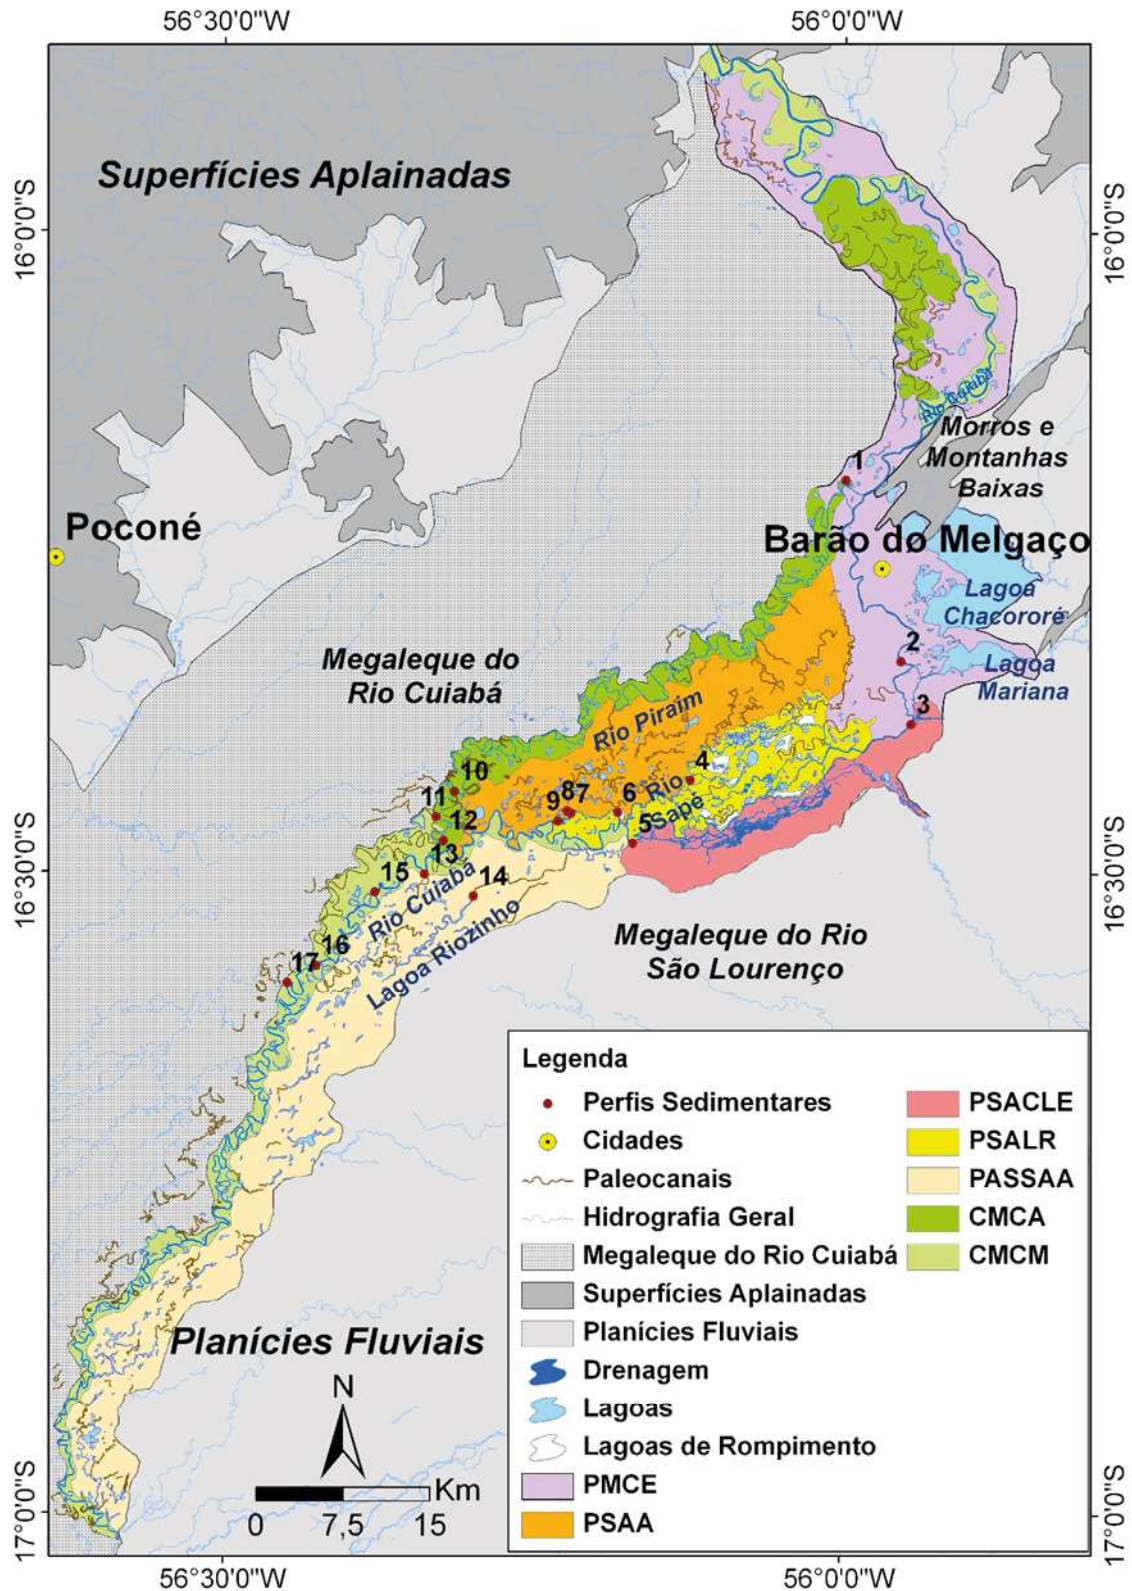 56°30'0"W
56°0'0"W
16°0'0"S
16°0'0"S
Superfícies Aplainadas
Rio Cuiabá
Morros e
Montanhas
Baixas
1
Poconé
Barão do Melgaço
Lagoa
Chacororé
2
Lagoa
Mariana
Megaleque do
Rio Cuiabá
3
Rio Piraim
4
10
Rio
Sapé
11
9
8
7
6
12
5
13
16°30'0"S
16°30'0"S
15
14
Rio Cuiabá
Lagoa Riozinho
16
17
Megaleque do Rio
São Lourenço
Planícies Fluviais
N
Km
0
7,5
15
Legenda
Perfis Sedimentares
Cidades
Paleocanais
Hidrografia Geral
Megaleque do Rio Cuiabá
Superfícies Aplainadas
Planícies Fluviais
Drenagem
Lagoas
Lagoas de Rompimento
PMCE
PSAA
PSACLE
PSALR
PASSAA
CMCA
CMCM
17°0'0"S
17°0'0"S
56°30'0"W
56°0'0"W